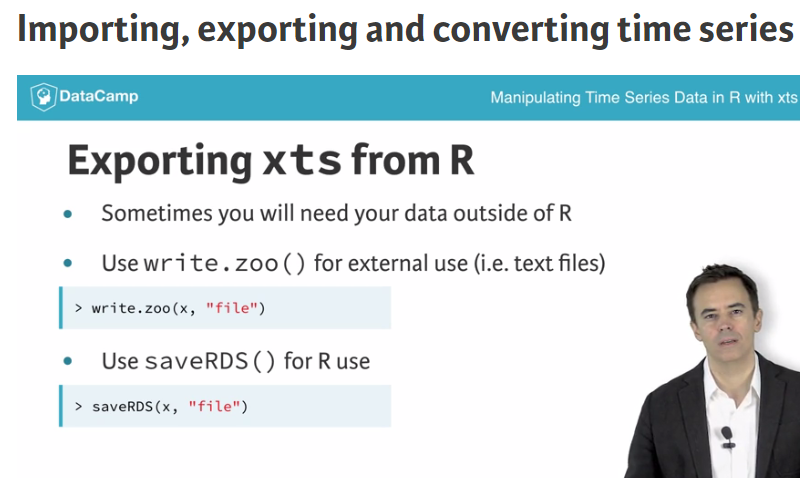 Importing, exporting and converting time series
DataCamp
Manipulating Time Series Data in R with xts
Exporting xts from R
• Sometimes you will need your data outside of R
• Use write.zoo() for external use (i.e. text files)
> write.zoo(x, "file")
• Use saveRDS() for R use
> saveRDS(x, "file")